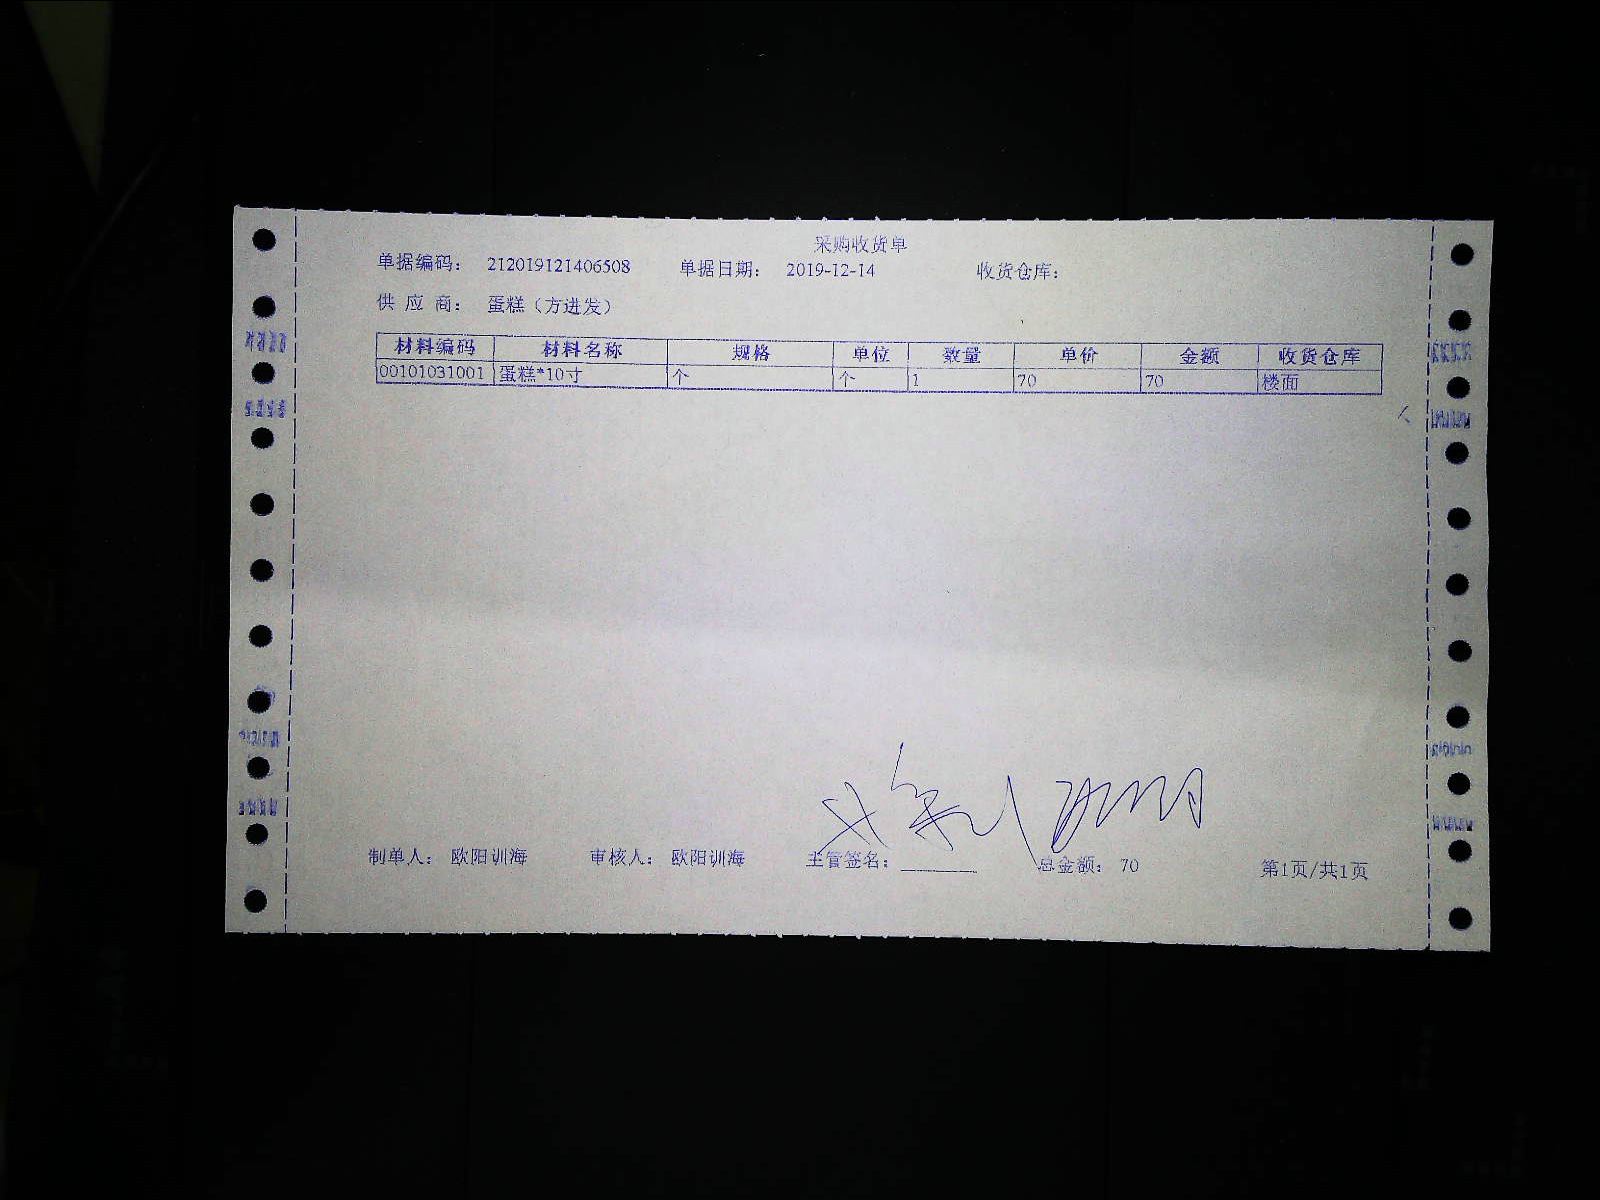 采购收货单
单据编码： 212019121406508 单据日期： 2019-12-14 收货仓库：
供 应 商： 蛋糕（方进发）
材料编码 材料名称 规格 单位 数量 单价 金额 收货仓库
00101031001 蛋糕*10寸 个 个 1 70 70 楼面
制单人： 欧阳训海 审核人： 欧阳训海 主管签名： 总金额： 70 第1页/共1页